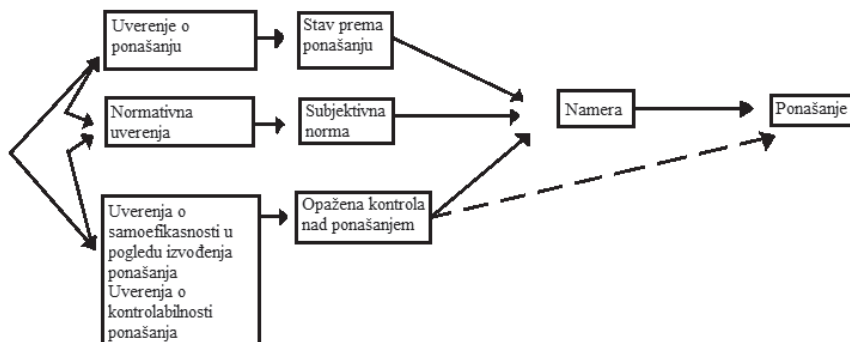 Uverenje o
ponašanju
Stav prema
ponašanju
Normativna
uverenja
Subjektivna
norma
Namera
Ponašanje
Uverenja o
samoefikasnosti u
pogledu izvođenja
ponašanja
Uverenja o
kontrolabilnosti
ponašanja
Opažena kontrola
nad ponašanjem